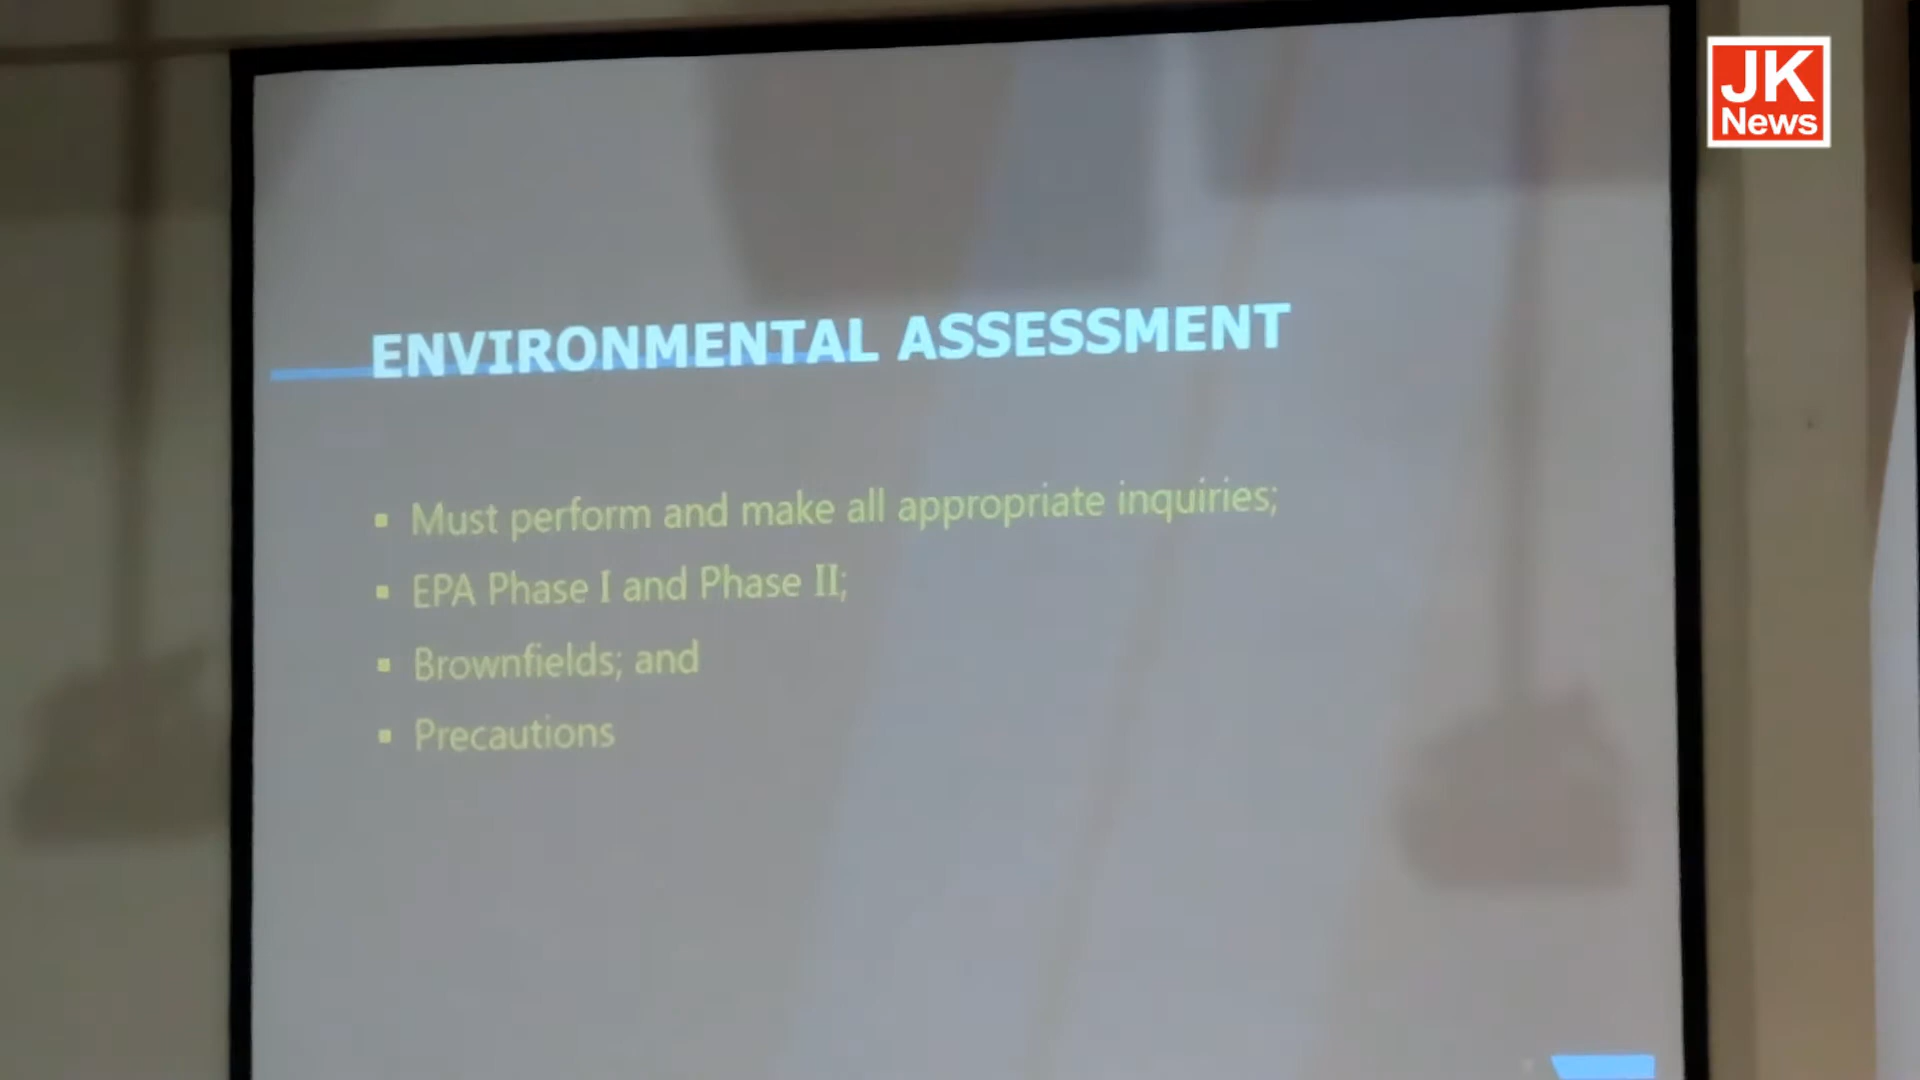 JK
News
ENVIRONMENTAL ASSESSMENT
▪ Must perform and make all appropriate inquiries;
▪ EPA Phase I and Phase II;
▪ Brownfields; and
▪ Precautions